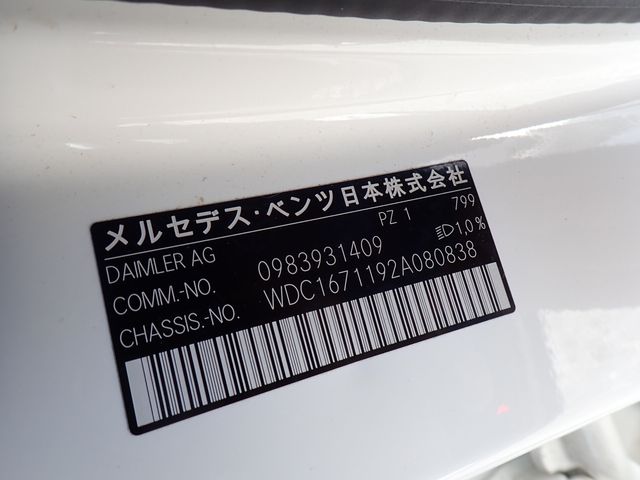 メルセデス・ベンツ日本株式会社
DAIMLER AG PZ 1 799
COMM.-NO. 0983931409 1,0%
CHASSIS.-NO. WDC1671192A080838